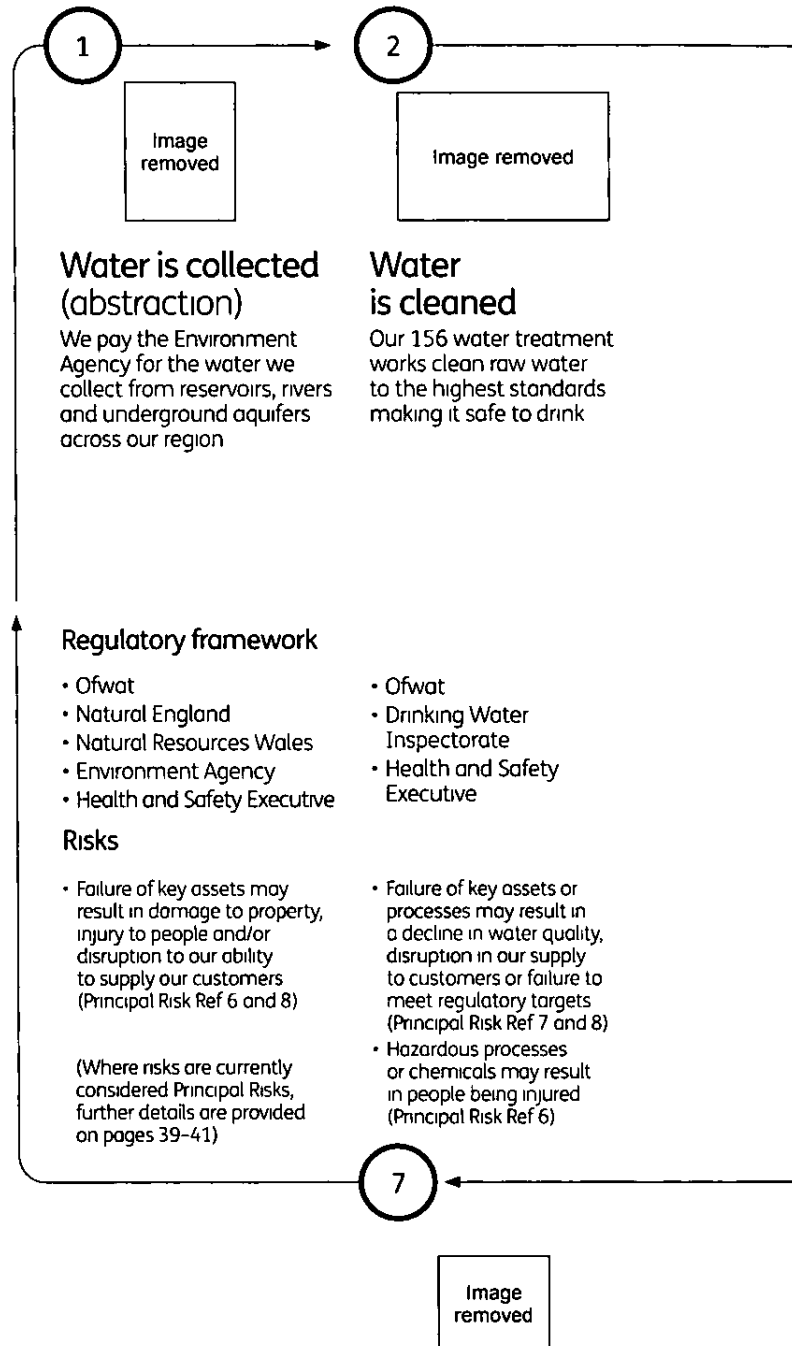 1
2
Image
removed
Image removed
Water is collected
(abstraction)
We pay the Environment
Agency for the water we
collect from reservoirs, rivers
and underground aquifers
across our region
Water
is cleaned
Our 156 water treatment
works clean raw water
to the highest standards
making it safe to drink
Regulatory framework
• Ofwat
• Natural England
• Natural Resources Wales
• Environment Agency
• Health and Safety Executive
• Ofwat
• Drinking Water
Inspectorate
• Health and Safety
Executive
Risks
• Failure of key assets may
result in damage to property,
injury to people and/or
disruption to our ability
to supply our customers
(Principal Risk Ref 6 and 8)
(Where risks are currently
considered Principal Risks,
further details are provided
on pages 39-41)
• Failure of key assets or
processes may result in
a decline in water quality,
disruption in our supply
to customers or failure to
meet regulatory targets
(Principal Risk Ref 7 and 8)
• Hazardous processes
or chemicals may result
in people being injured
(Principal Risk Ref 6)
7
Image
removed